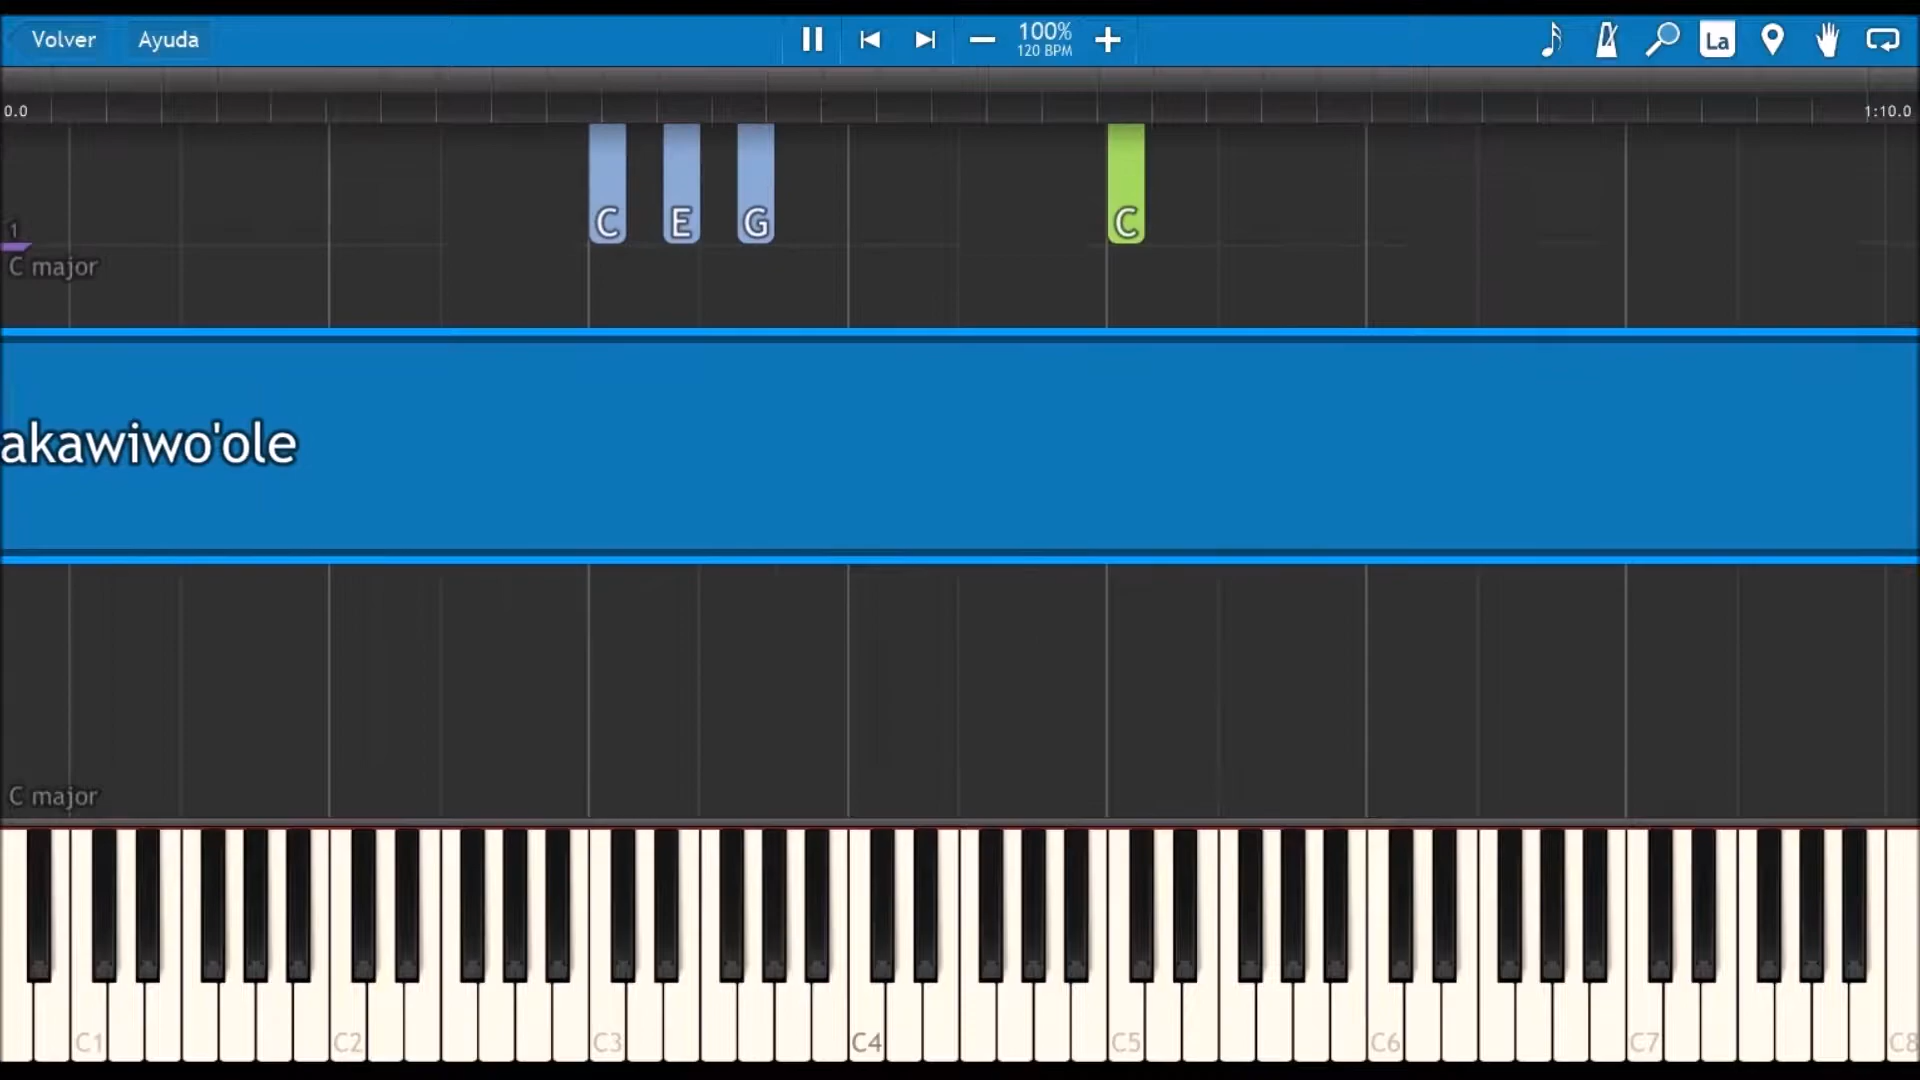 Volver Ayuda 100% La
120 BPM
0.0 1:10.0
C E G C
1
C major
akawiwo'ole
C major
C1 C2 C3 C4 C5 C6 C7 C8